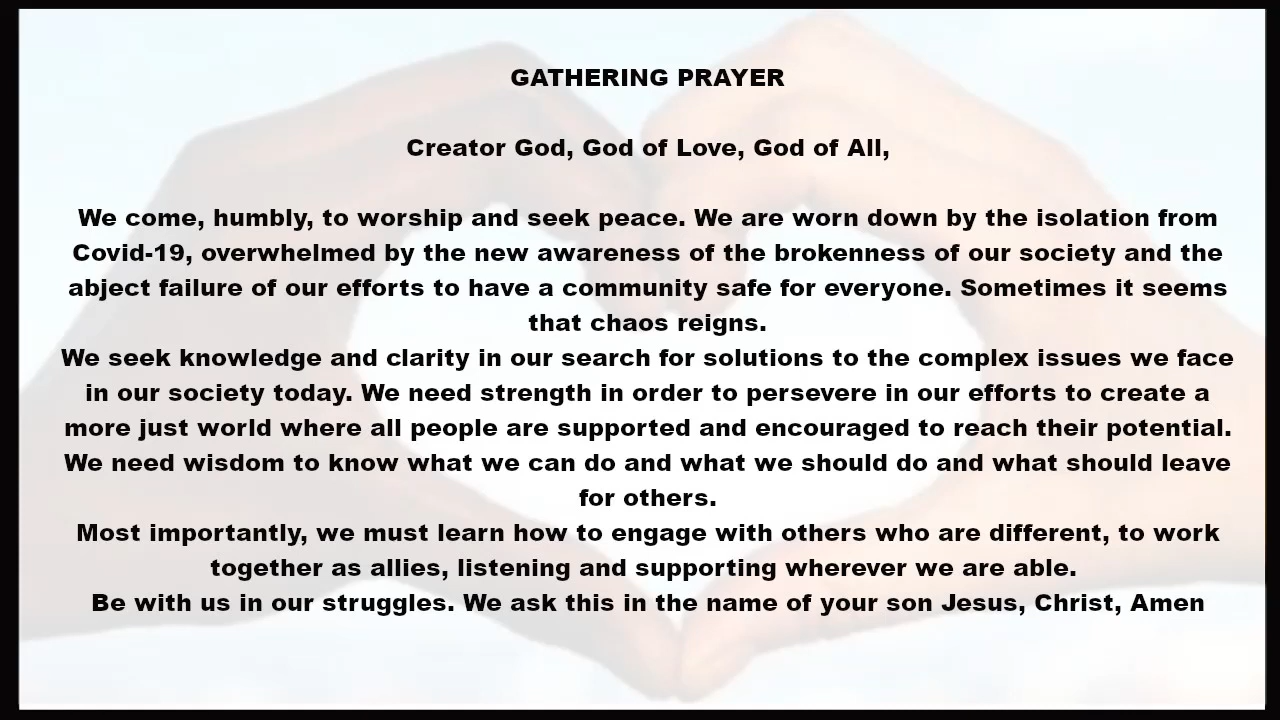 GATHERING PRAYER
Creator God, God of Love, God of All,
We come, humbly, to worship and seek peace. We are worn down by the isolation from
Covid-19, overwhelmed by the new awareness of the brokenness of our society and the
abject failure of our efforts to have a community safe for everyone. Sometimes it seems
that chaos reigns.
We seek knowledge and clarity in our search for solutions to the complex issues we face
in our society today. We need strength in order to persevere in our efforts to create a
more just world where all people are supported and encouraged to reach their potential.
We need wisdom to know what we can do and what we should do and what should leave
for others.
Most importantly, we must learn how to engage with others who are different, to work
together as allies, listening and supporting wherever we are able.
Be with us in our struggles. We ask this in the name of your son Jesus, Christ, Amen